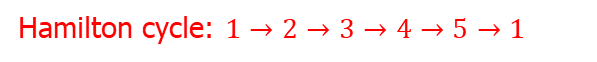 Hamilton cycle: 1 → 2 → 3 → 4 → 5 → 1